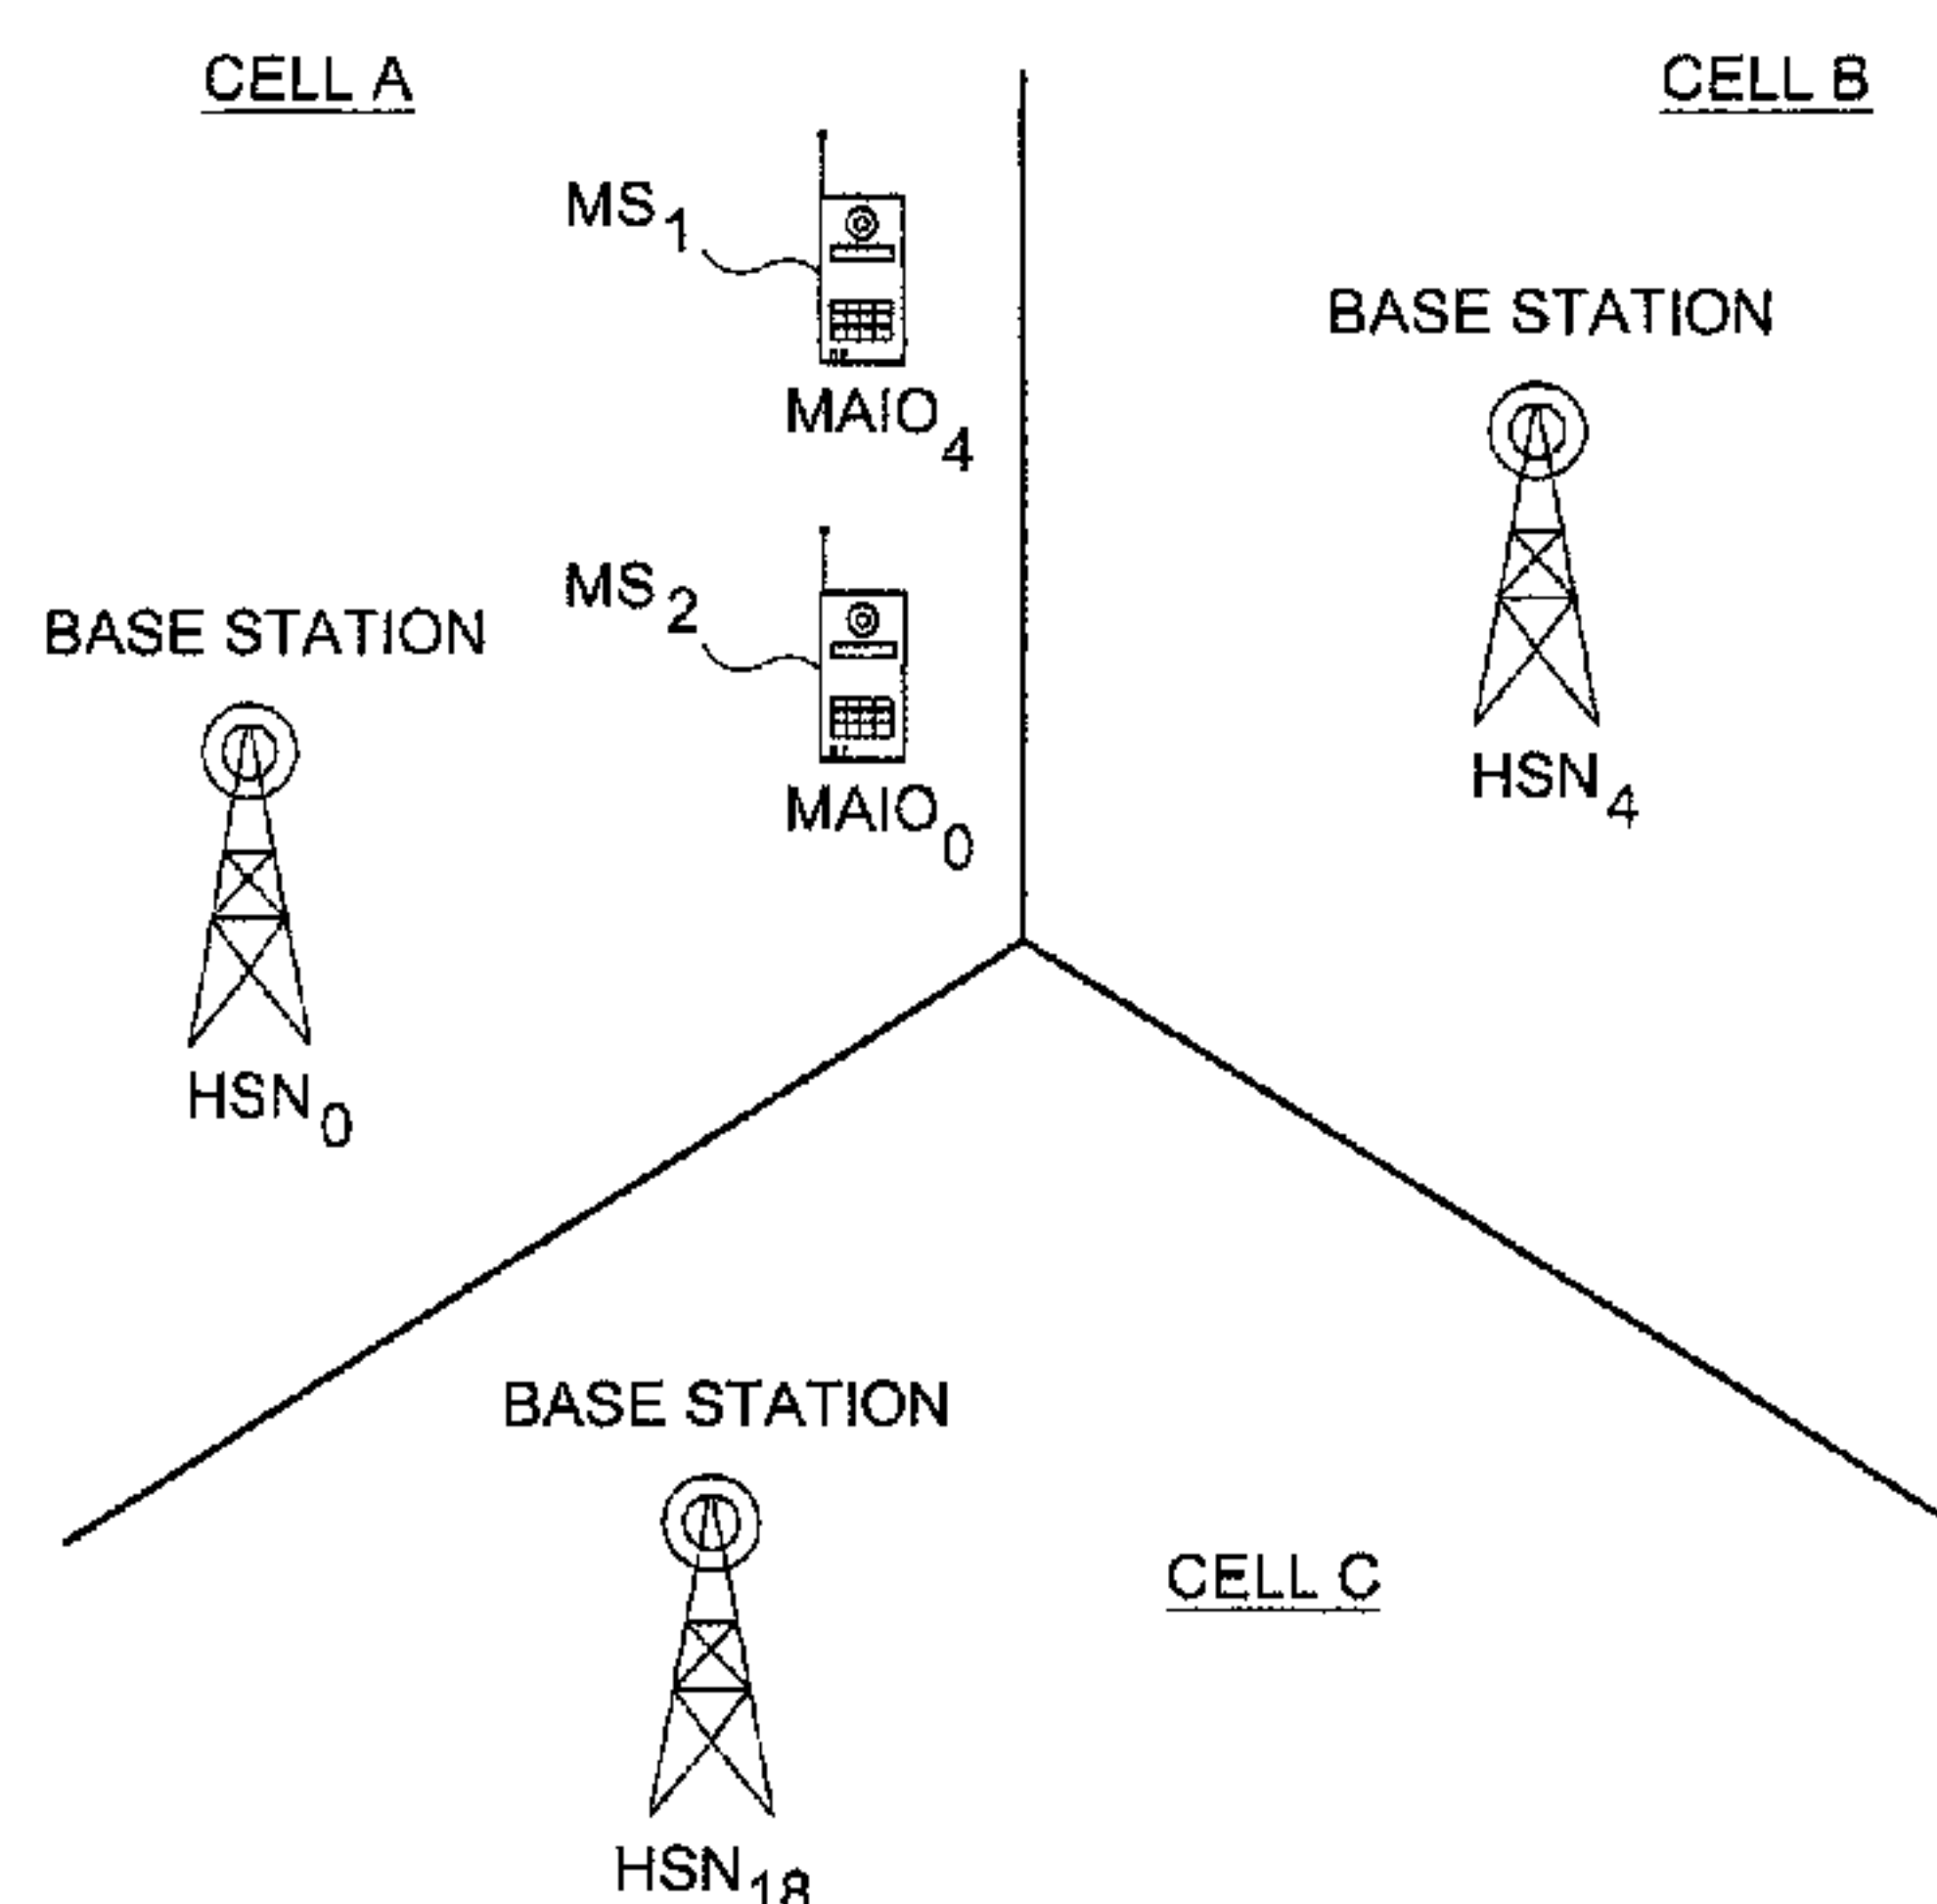 CELL A
CELL B
MS1
BASE STATION
MAIO4
MS2
BASE STATION
HSN4
MAIO0
HSN0
BASE STATION
CELL C
HSN18